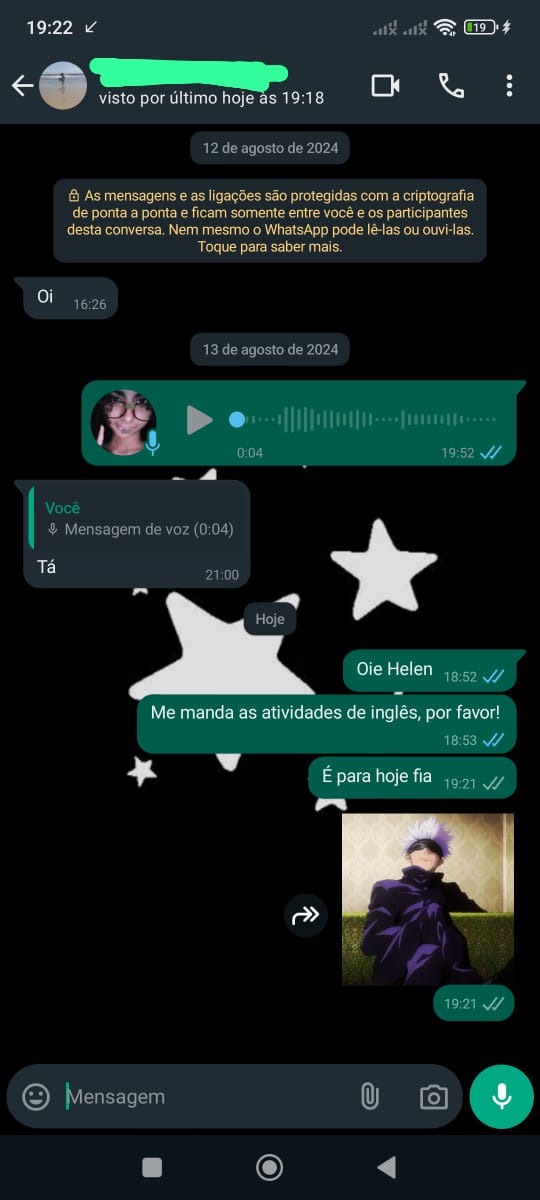 19:22
19
visto por último hoje às 19:18
12 de agosto de 2024
As mensagens e as ligações são protegidas com a criptografia
de ponta a ponta e ficam somente entre você e os participantes
desta conversa. Nem mesmo o WhatsApp pode lê-las ou ouvi-las.
Toque para saber mais.
Oi 16:26
13 de agosto de 2024
0:04 19:52
Você
Mensagem de voz (0:04)
Tá 21:00
Hoje
Oie Helen 18:52
Me manda as atividades de inglês, por favor!
18:53
É para hoje fia 19:21
19:21
Mensagem